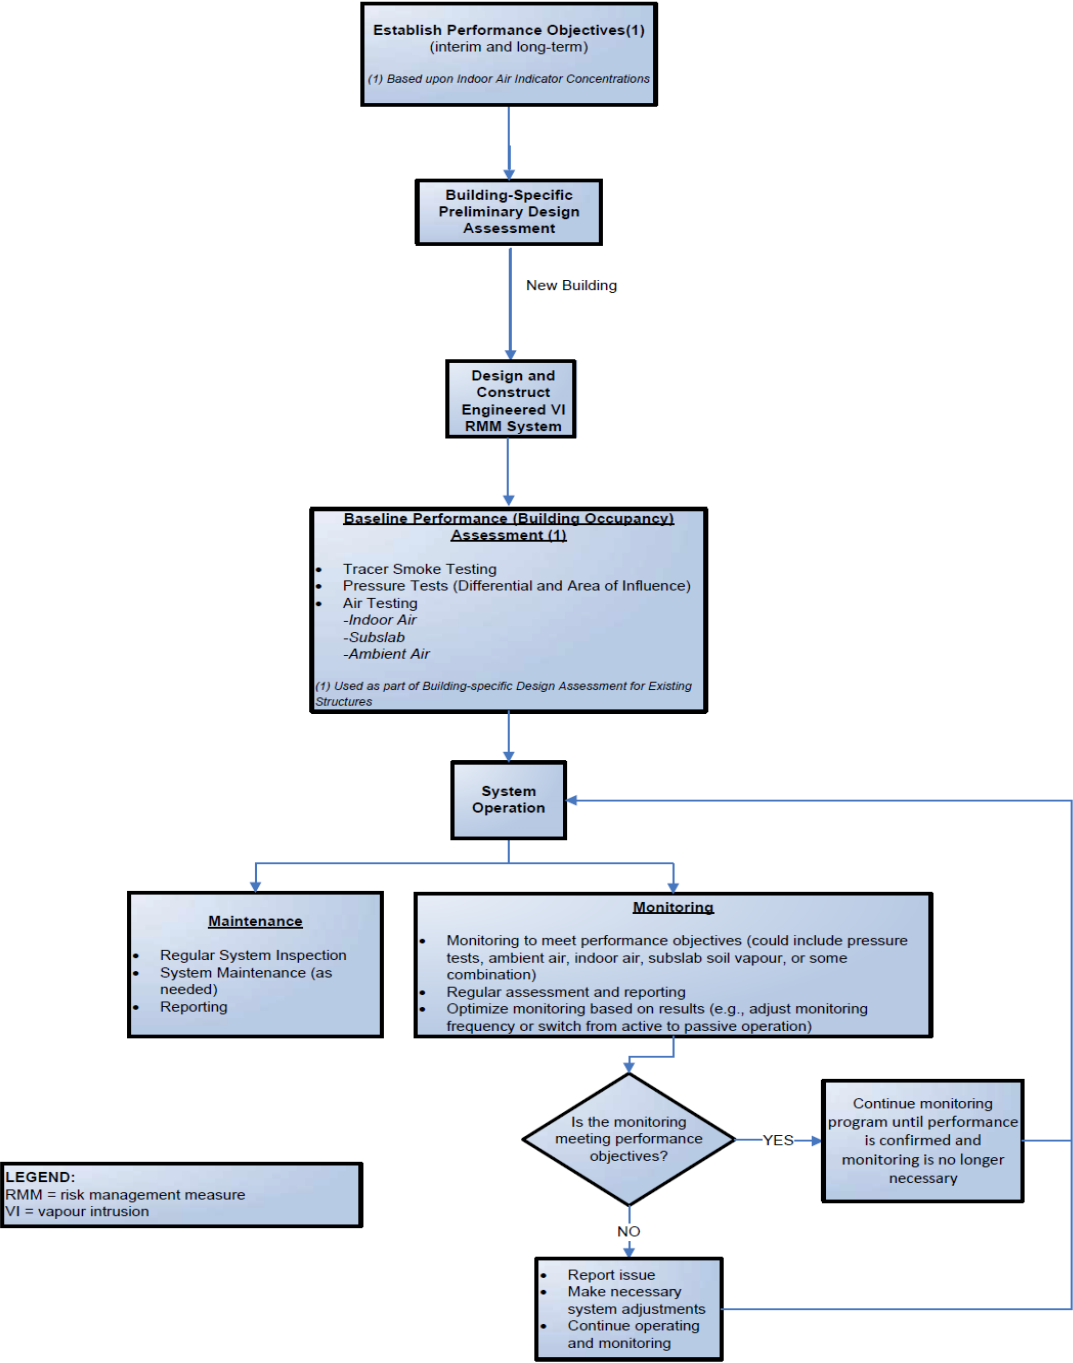 Establish Performance Objectives(1)
(interim and long-term)
(1) Based upon Indoor Air Indicator Concentrations
Building-Specific
Preliminary Design
Assessment
New Building
Design and
Construct
Engineered VI
RMM System
Baseline Performance (Building Occupancy)
Assessment (1)
• Tracer Smoke Testing
• Pressure Tests (Differential and Area of Influence)
• Air Testing
-Indoor Air
-Subslab
-Ambient Air
(1) Used as part of Building-specific Design Assessment for Existing
Structures
System
Operation
Maintenance
• Regular System Inspection
• System Maintenance (as
needed)
• Reporting
Monitoring
• Monitoring to meet performance objectives (could include pressure
tests, ambient air, indoor air, subslab soil vapour, or some
combination)
• Regular assessment and reporting
• Optimize monitoring based on results (e.g., adjust monitoring
frequency or switch from active to passive operation)
Is the monitoring
meeting performance
objectives?
YES
Continue monitoring
program until performance
is confirmed and
monitoring is no longer
necessary
NO
• Report issue
• Make necessary
system adjustments
• Continue operating
and monitoring
LEGEND:
RMM = risk management measure
VI = vapour intrusion